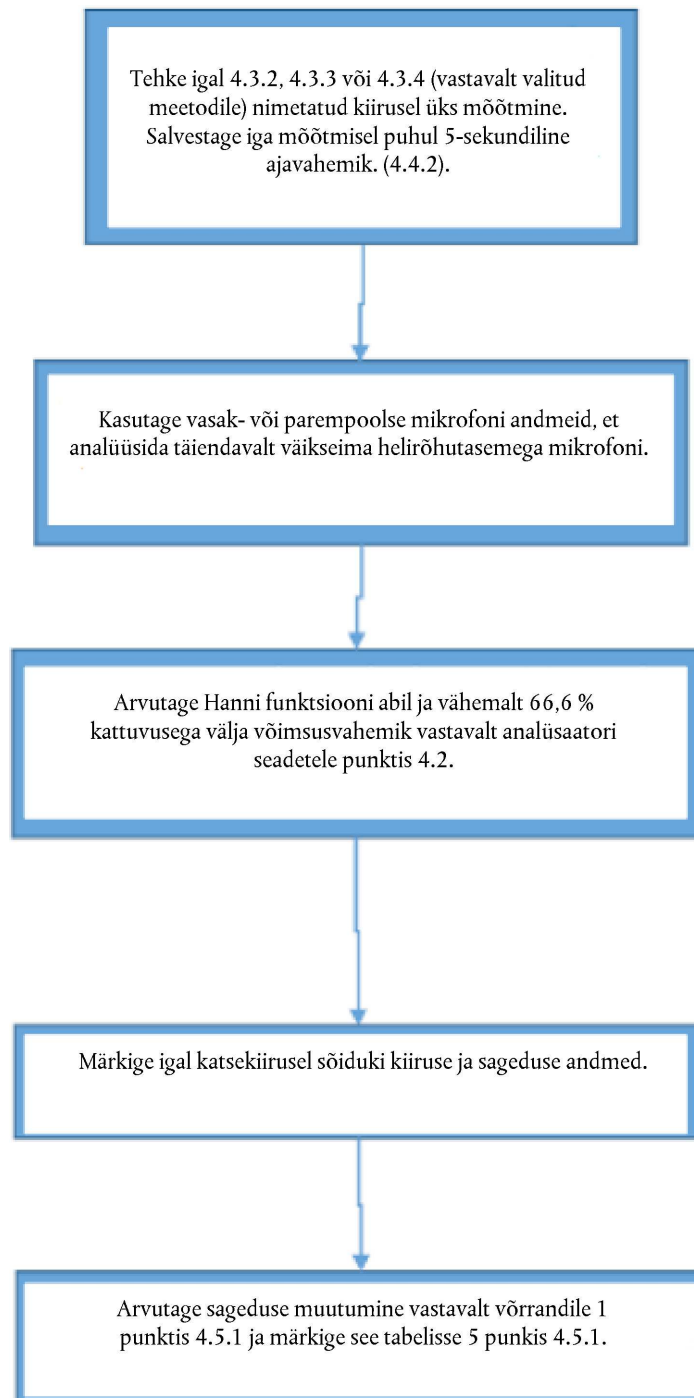 Tehke igal 4.3.2, 4.3.3 või 4.3.4 (vastavalt valitud
meetodile) nimetatud kiirusel üks mõõtmine.
Salvestage iga mõõtmisel puhul 5-sekundiline
ajavahemik. (4.4.2).
Kasutage vasak- või parempoolse mikrofoni andmeid, et
analüüsida täiendavalt väikseima helirõhutasemega mikrofoni.
Arvutage Hanni funktsiooni abil ja vähemalt 66,6 %
kattuvusega välja võimsusvahemik vastavalt analüsaatori
seadetele punktis 4.2.
Märkige igal katsekiirusel sõiduki kiiruse ja sageduse andmed.
Arvutage sageduse muutumine vastavalt võrrandile 1
punktis 4.5.1 ja märkige see tabelisse 5 punkis 4.5.1.